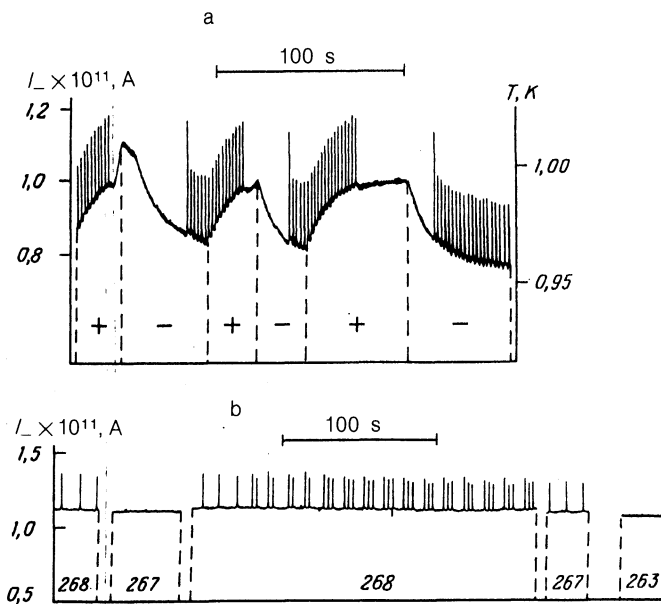 a
100 s
I_ × 10¹¹, A
T, K
1,2
1,0
0,8
1,00
0,95
+ − + − + −
b
100 s
I_ × 10¹¹, A
1,5
1,0
0,5
268 267 268 267 263